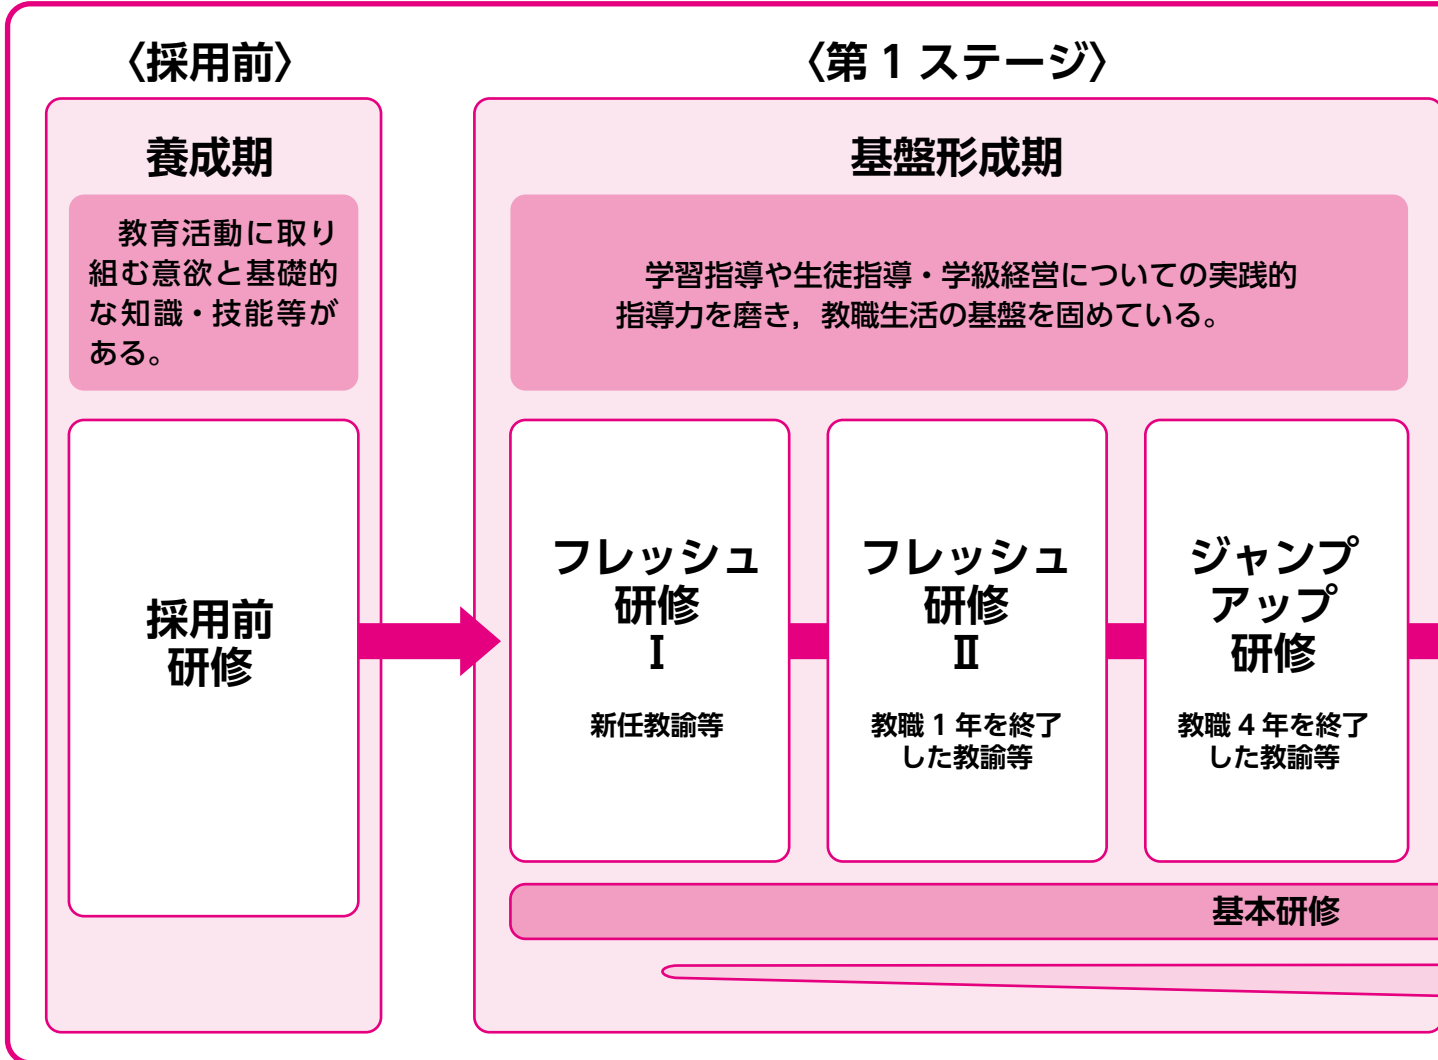 〈採用前〉
養成期
教育活動に取り
組む意欲と基礎的
な知識・技能等が
ある。
採用前
研修
〈第１ステージ〉
基盤形成期
学習指導や生徒指導・学級経営についての実践的
指導力を磨き，教職生活の基盤を固めている。
フレッシュ
研修
Ⅰ
新任教諭等
フレッシュ
研修
Ⅱ
教職１年を終了
した教諭等
ジャンプ
アップ
研修
教職４年を終了
した教諭等
基本研修